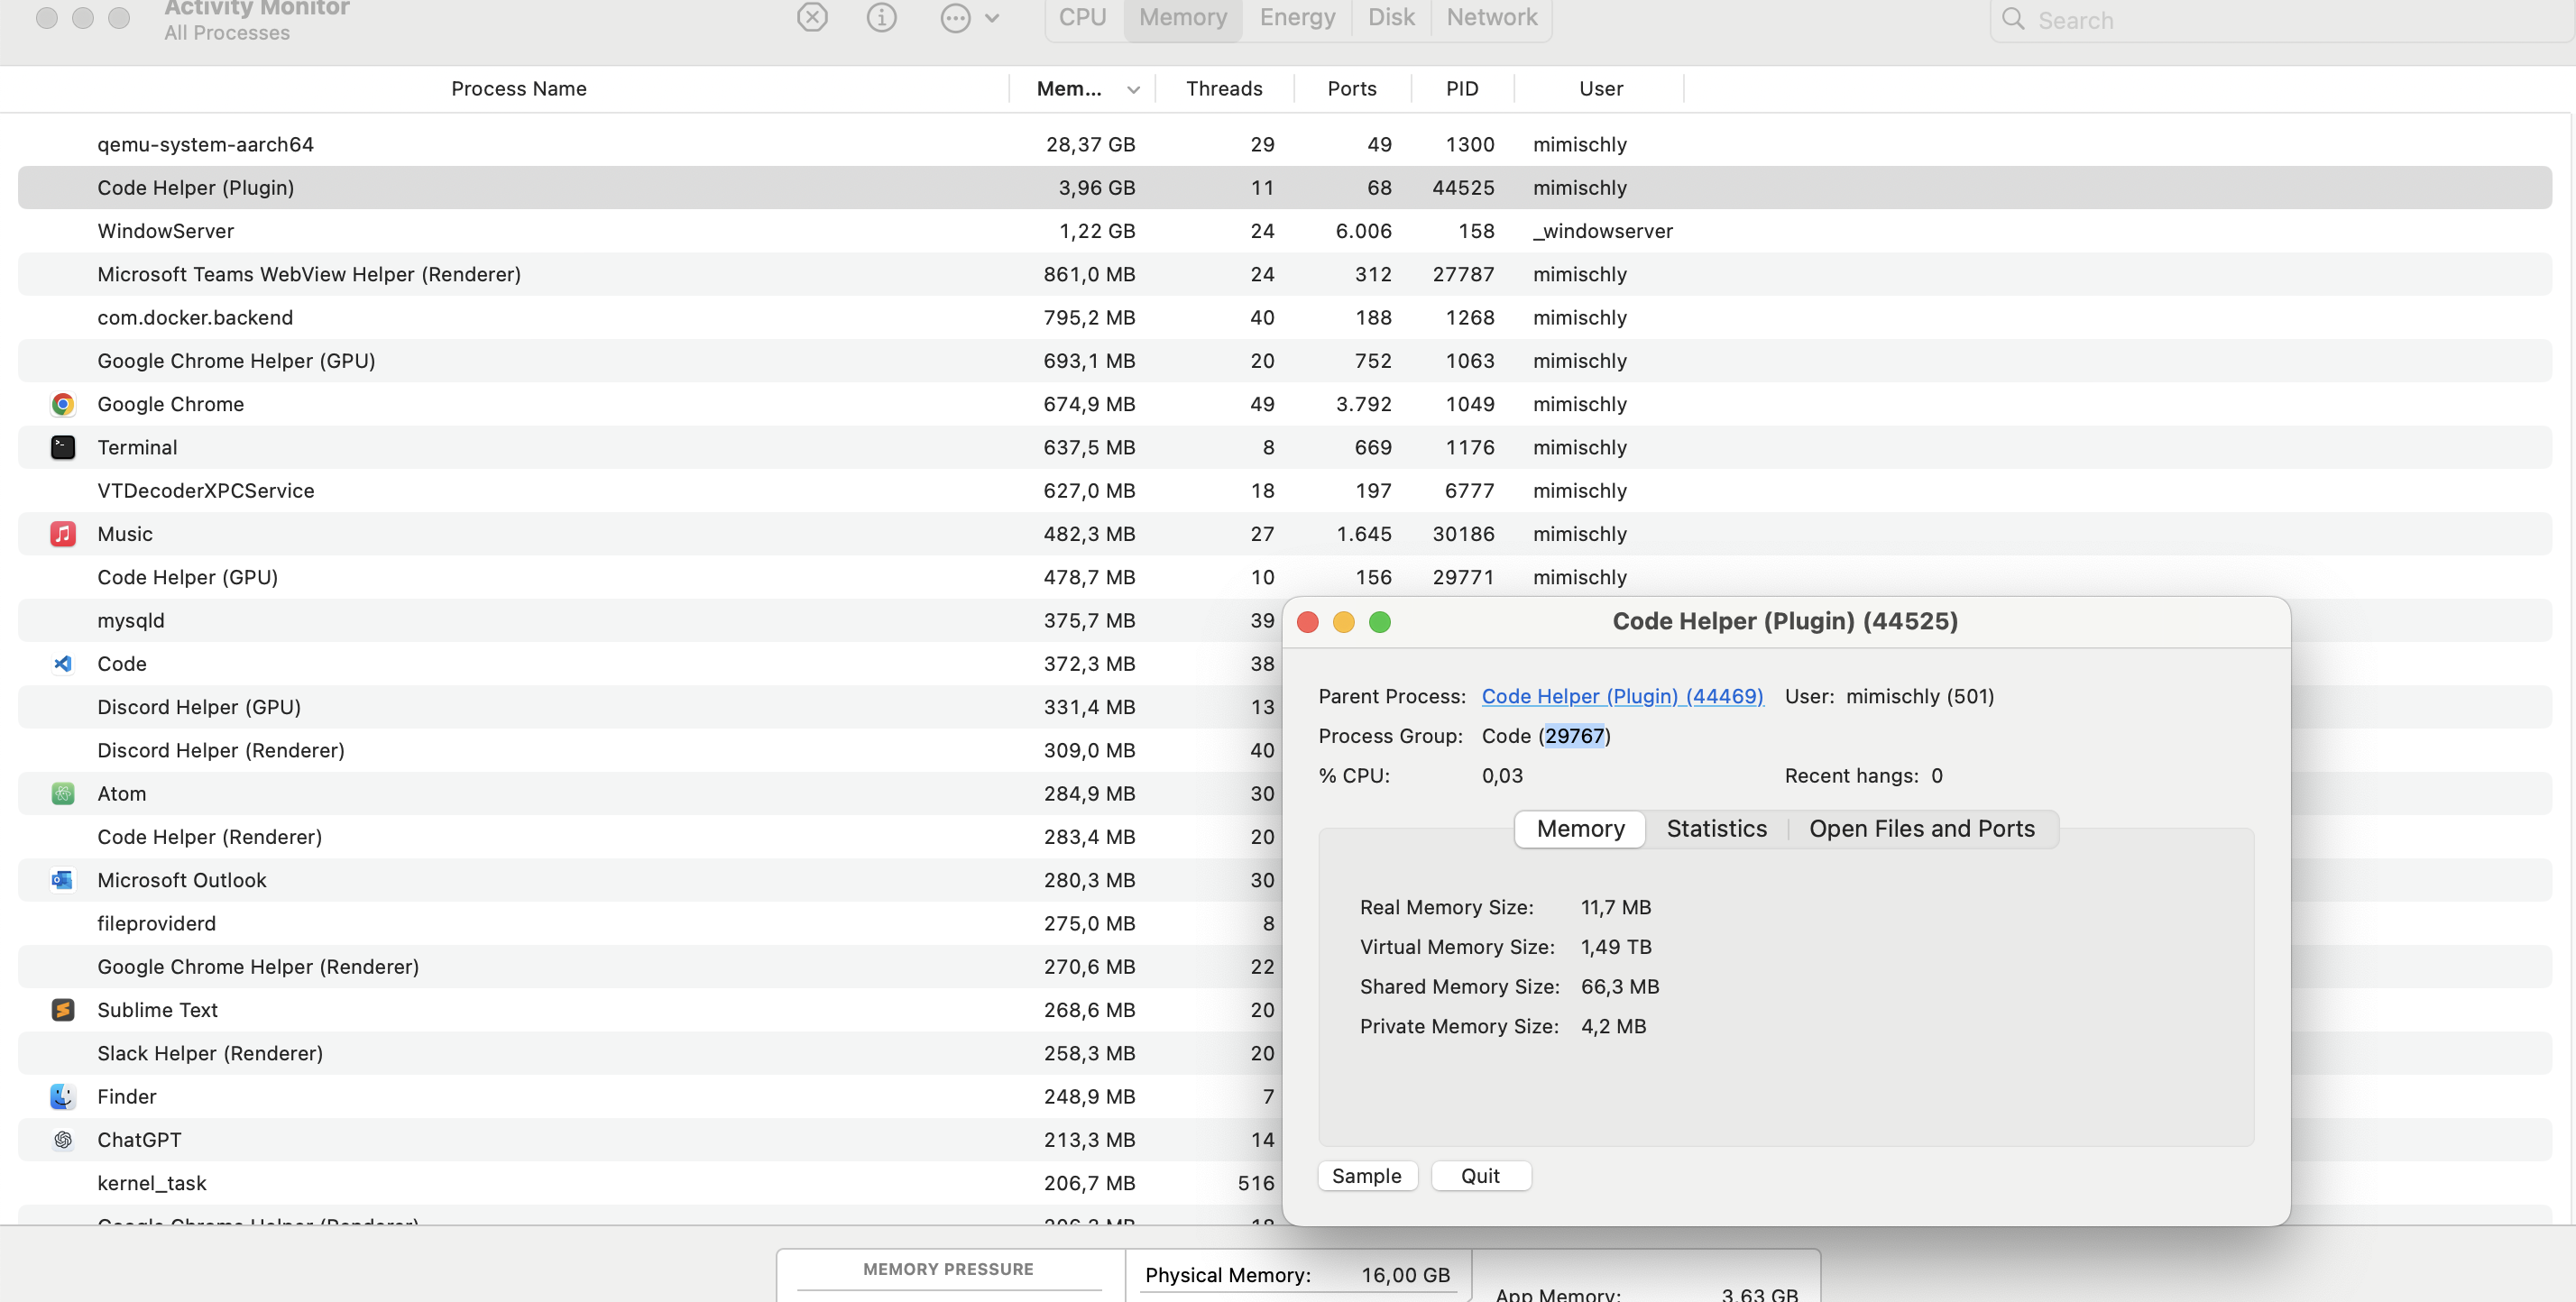 Activity Monitor
All Processes
CPU Memory Energy Disk Network
Search
Process Name Mem... Threads Ports PID User
qemu-system-aarch64 28,37 GB 29 49 1300 mimischly
Code Helper (Plugin) 3,96 GB 11 68 44525 mimischly
WindowServer 1,22 GB 24 6.006 158 _windowserver
Microsoft Teams WebView Helper (Renderer) 861,0 MB 24 312 27787 mimischly
com.docker.backend 795,2 MB 40 188 1268 mimischly
Google Chrome Helper (GPU) 693,1 MB 20 752 1063 mimischly
Google Chrome 674,9 MB 49 3.792 1049 mimischly
Terminal 637,5 MB 8 669 1176 mimischly
VTDecoderXPCService 627,0 MB 18 197 6777 mimischly
Music 482,3 MB 27 1.645 30186 mimischly
Code Helper (GPU) 478,7 MB 10 156 29771 mimischly
mysqld 375,7 MB 39
Code 372,3 MB 38
Discord Helper (GPU) 331,4 MB 13
Discord Helper (Renderer) 309,0 MB 40
Atom 284,9 MB 30
Code Helper (Renderer) 283,4 MB 20
Microsoft Outlook 280,3 MB 30
fileproviderd 275,0 MB 8
Google Chrome Helper (Renderer) 270,6 MB 22
Sublime Text 268,6 MB 20
Slack Helper (Renderer) 258,3 MB 20
Finder 248,9 MB 7
ChatGPT 213,3 MB 14
kernel_task 206,7 MB 516
Google Chrome Helper (Renderer) 206,2 MB 18
Code Helper (Plugin) (44525)
Parent Process: Code Helper (Plugin) (44469) User: mimischly (501)
Process Group: Code (29767)
% CPU: 0,03 Recent hangs: 0
Memory Statistics Open Files and Ports
Real Memory Size: 11,7 MB
Virtual Memory Size: 1,49 TB
Shared Memory Size: 66,3 MB
Private Memory Size: 4,2 MB
Sample Quit
MEMORY PRESSURE
Physical Memory: 16,00 GB
App Memory: 3,63 GB